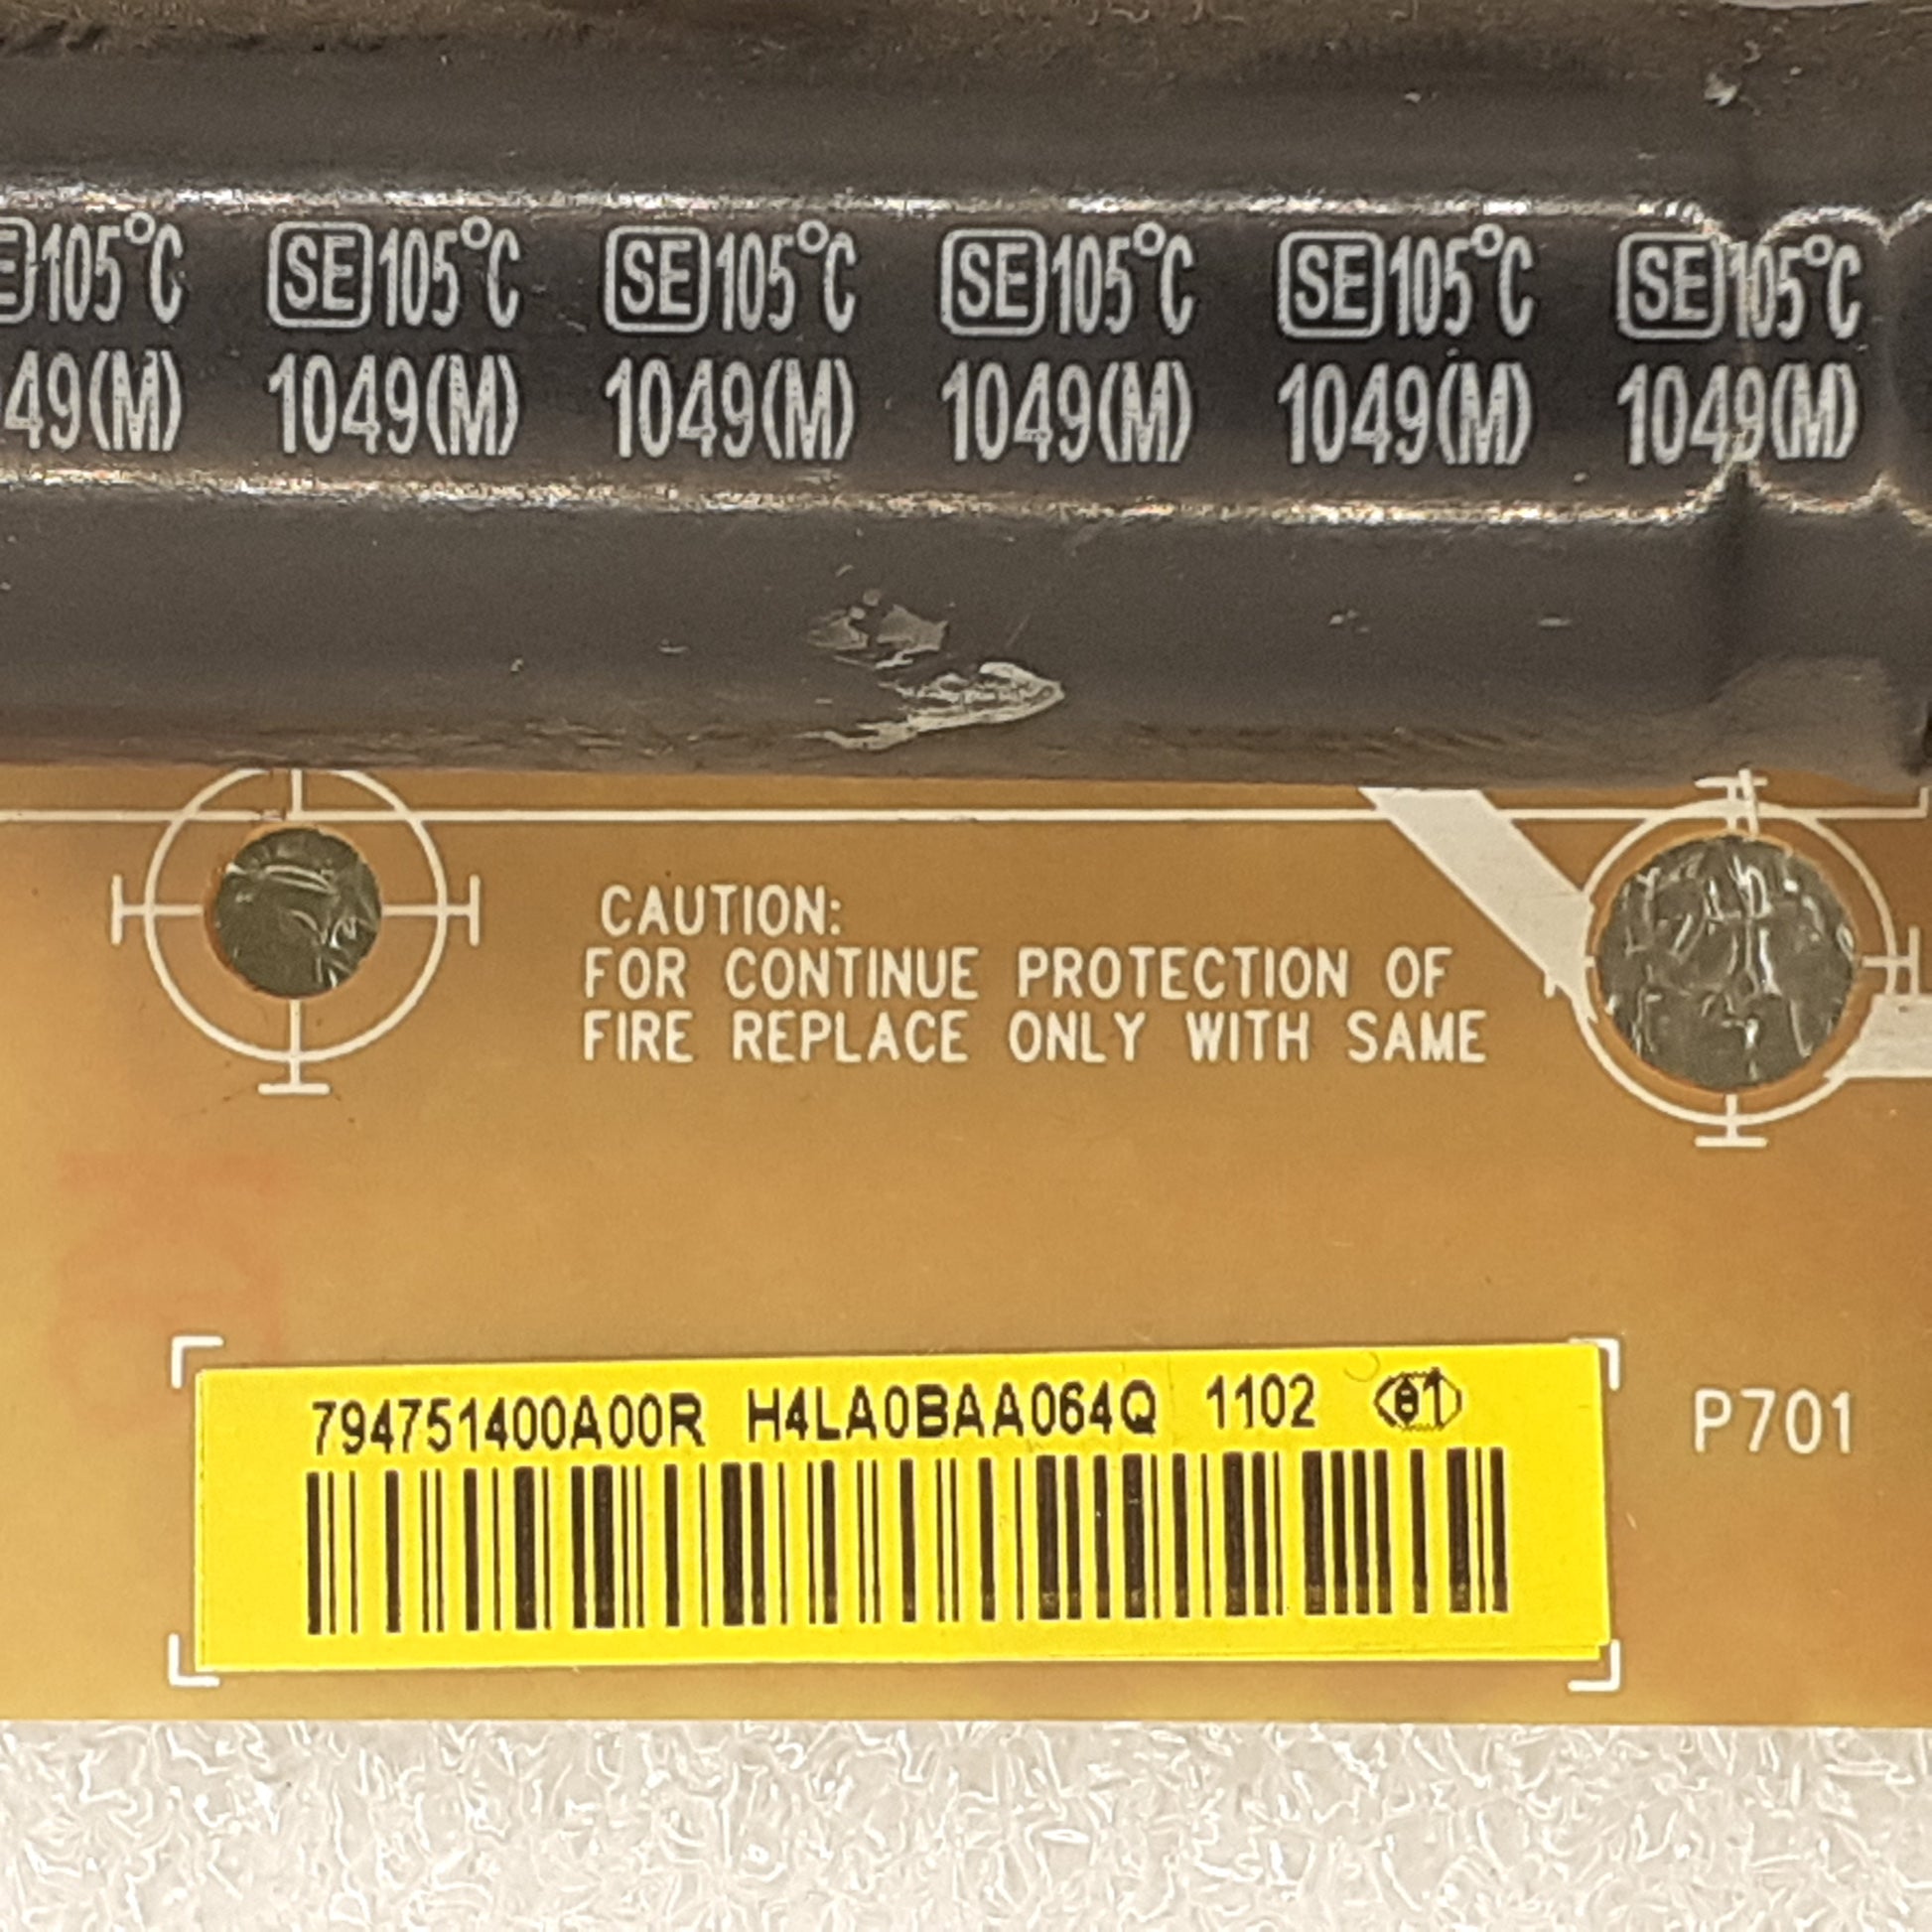 E 105°C SE 105°C SE 105°C SE 105°C SE 105°C SE 105°C
49(M) 1049(M) 1049(M) 1049(M) 1049(M) 1049(M)
CAUTION:
FOR CONTINUE PROTECTION OF
FIRE REPLACE ONLY WITH SAME
794751400A00R H4LA0BAA064Q 1102
P701